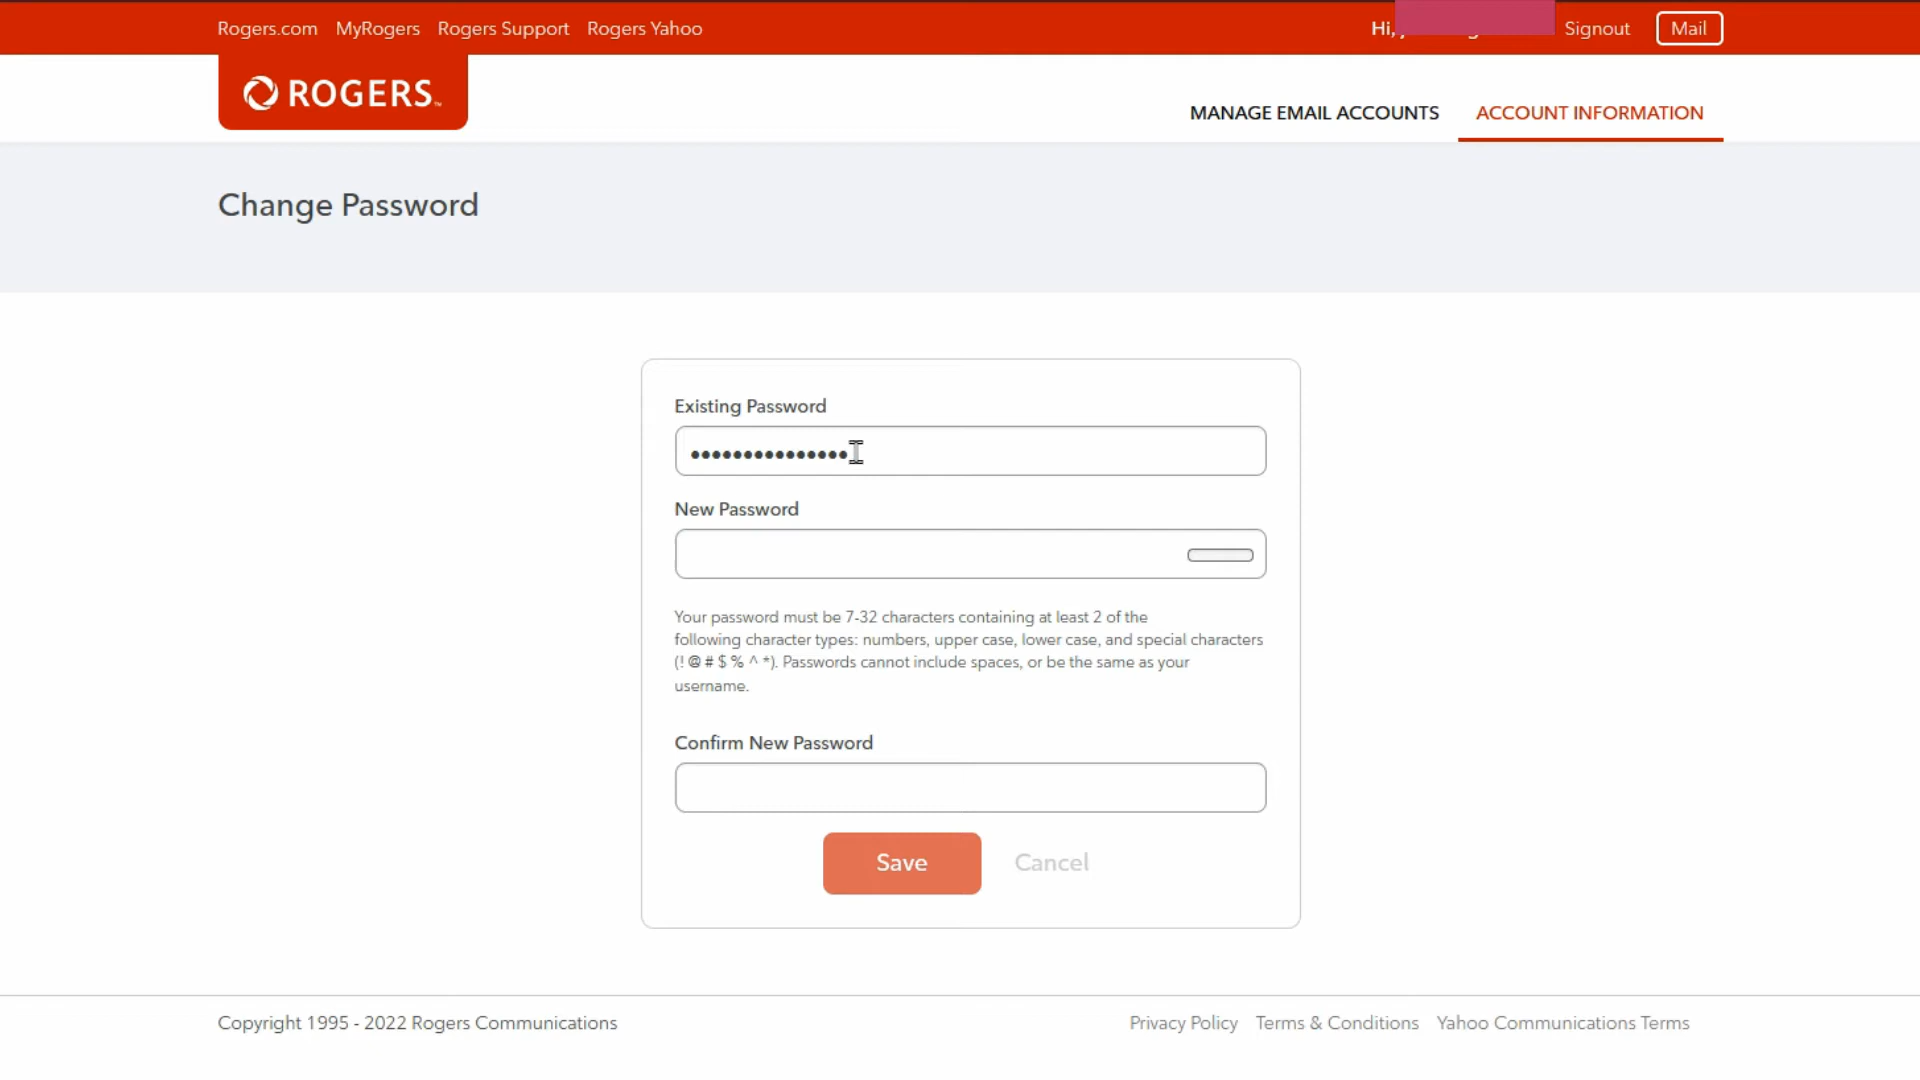 Rogers.com MyRogers Rogers Support Rogers Yahoo Hi, Signout Mail
ROGERS™
MANAGE EMAIL ACCOUNTS ACCOUNT INFORMATION
Change Password
Existing Password
•••••••••••••••
New Password
Your password must be 7-32 characters containing at least 2 of the
following character types: numbers, upper case, lower case, and special characters
(! @ # $ % ^ *). Passwords cannot include spaces, or be the same as your
username.
Confirm New Password
Save Cancel
Copyright 1995 - 2022 Rogers Communications Privacy Policy Terms & Conditions Yahoo Communications Terms